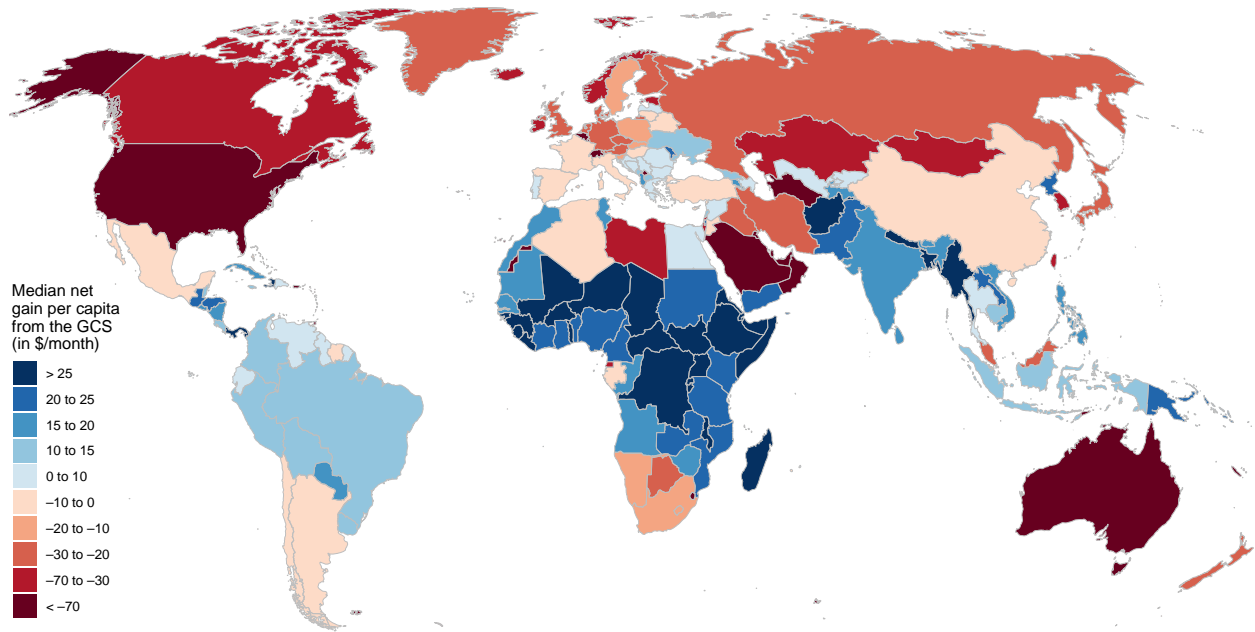 Median net
gain per capita
from the GCS
(in $/month)
> 25
20 to 25
15 to 20
10 to 15
0 to 10
–10 to 0
–20 to –10
–30 to –20
–70 to –30
< –70